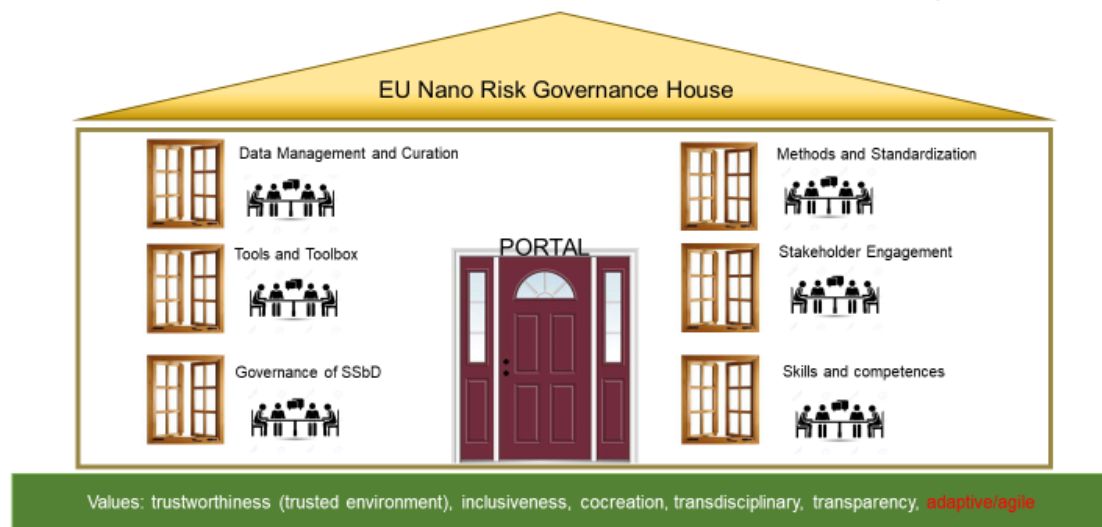 EU Nano Risk Governance House
Data Management and Curation
Methods and Standardization
Tools and Toolbox
PORTAL
Stakeholder Engagement
Governance of SSbD
Skills and competences
Values: trustworthiness (trusted environment), inclusiveness, cocreation, transdisciplinary, transparency, adaptive/agile